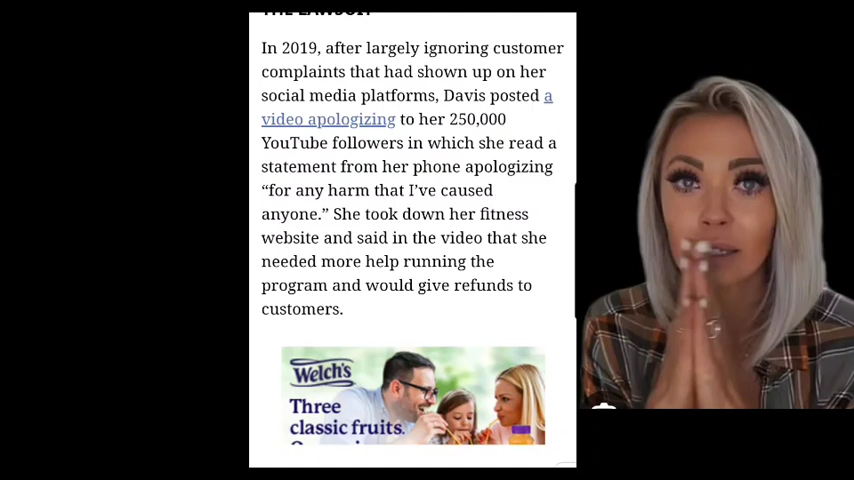 THE LAWSUIT
In 2019, after largely ignoring customer
complaints that had shown up on her
social media platforms, Davis posted a
video apologizing to her 250,000
YouTube followers in which she read a
statement from her phone apologizing
“for any harm that I’ve caused
anyone.” She took down her fitness
website and said in the video that she
needed more help running the
program and would give refunds to
customers.
Welch's
Three
classic fruits.